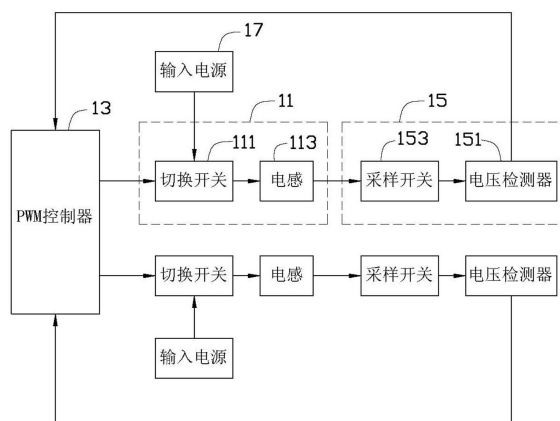 17
输入电源
13
11
15
111
113
153
151
PWM控制器
切换开关
电感
采样开关
电压检测器
切换开关
电感
采样开关
电压检测器
输入电源